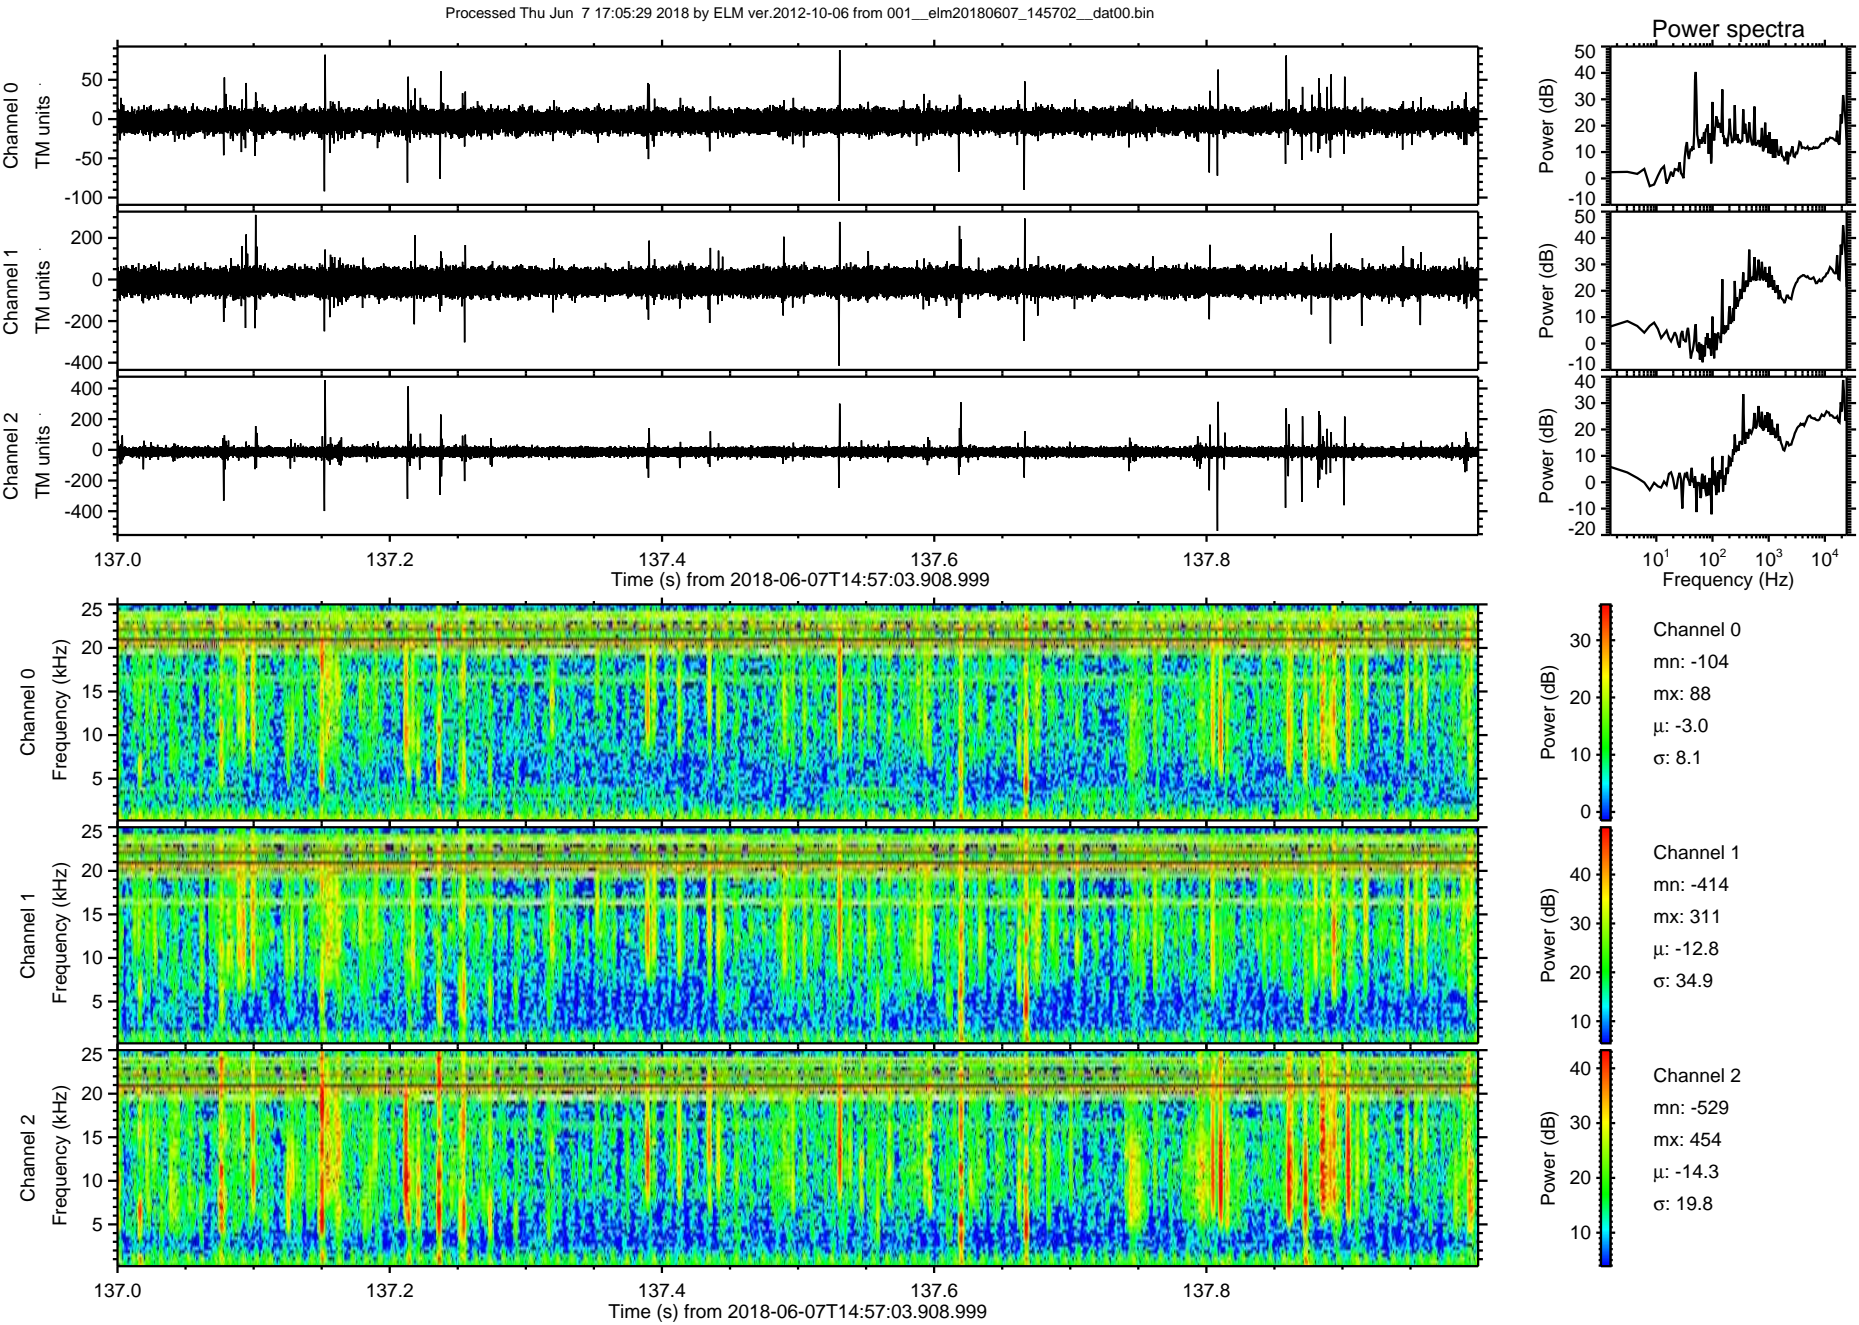 Processed Thu Jun  7 17:05:29 2018 by ELM ver.2012-10-06 from 001__elm20180607_145702__dat00.bin
Power spectra
Channel 0
TM units
50
0
-50
-100
Power (dB)
50
40
30
20
10
0
-10
Channel 1
TM units
200
0
-200
-400
Power (dB)
50
40
30
20
10
0
-10
Channel 2
TM units
400
200
0
-200
-400
Power (dB)
40
30
20
10
0
-10
-20
137.0 137.2 137.4 137.6 137.8
Time (s) from 2018-06-07T14:57:03.908.999
10^1 10^2 10^3 10^4
Frequency (Hz)
Channel 0
Frequency (kHz)
25
20
15
10
5
Power (dB)
30
20
10
0
Channel 0
mn: -104
mx: 88
μ: -3.0
σ: 8.1
Channel 1
Frequency (kHz)
25
20
15
10
5
Power (dB)
40
30
20
10
Channel 1
mn: -414
mx: 311
μ: -12.8
σ: 34.9
Channel 2
Frequency (kHz)
25
20
15
10
5
Power (dB)
40
30
20
10
Channel 2
mn: -529
mx: 454
μ: -14.3
σ: 19.8
137.0 137.2 137.4 137.6 137.8
Time (s) from 2018-06-07T14:57:03.908.999